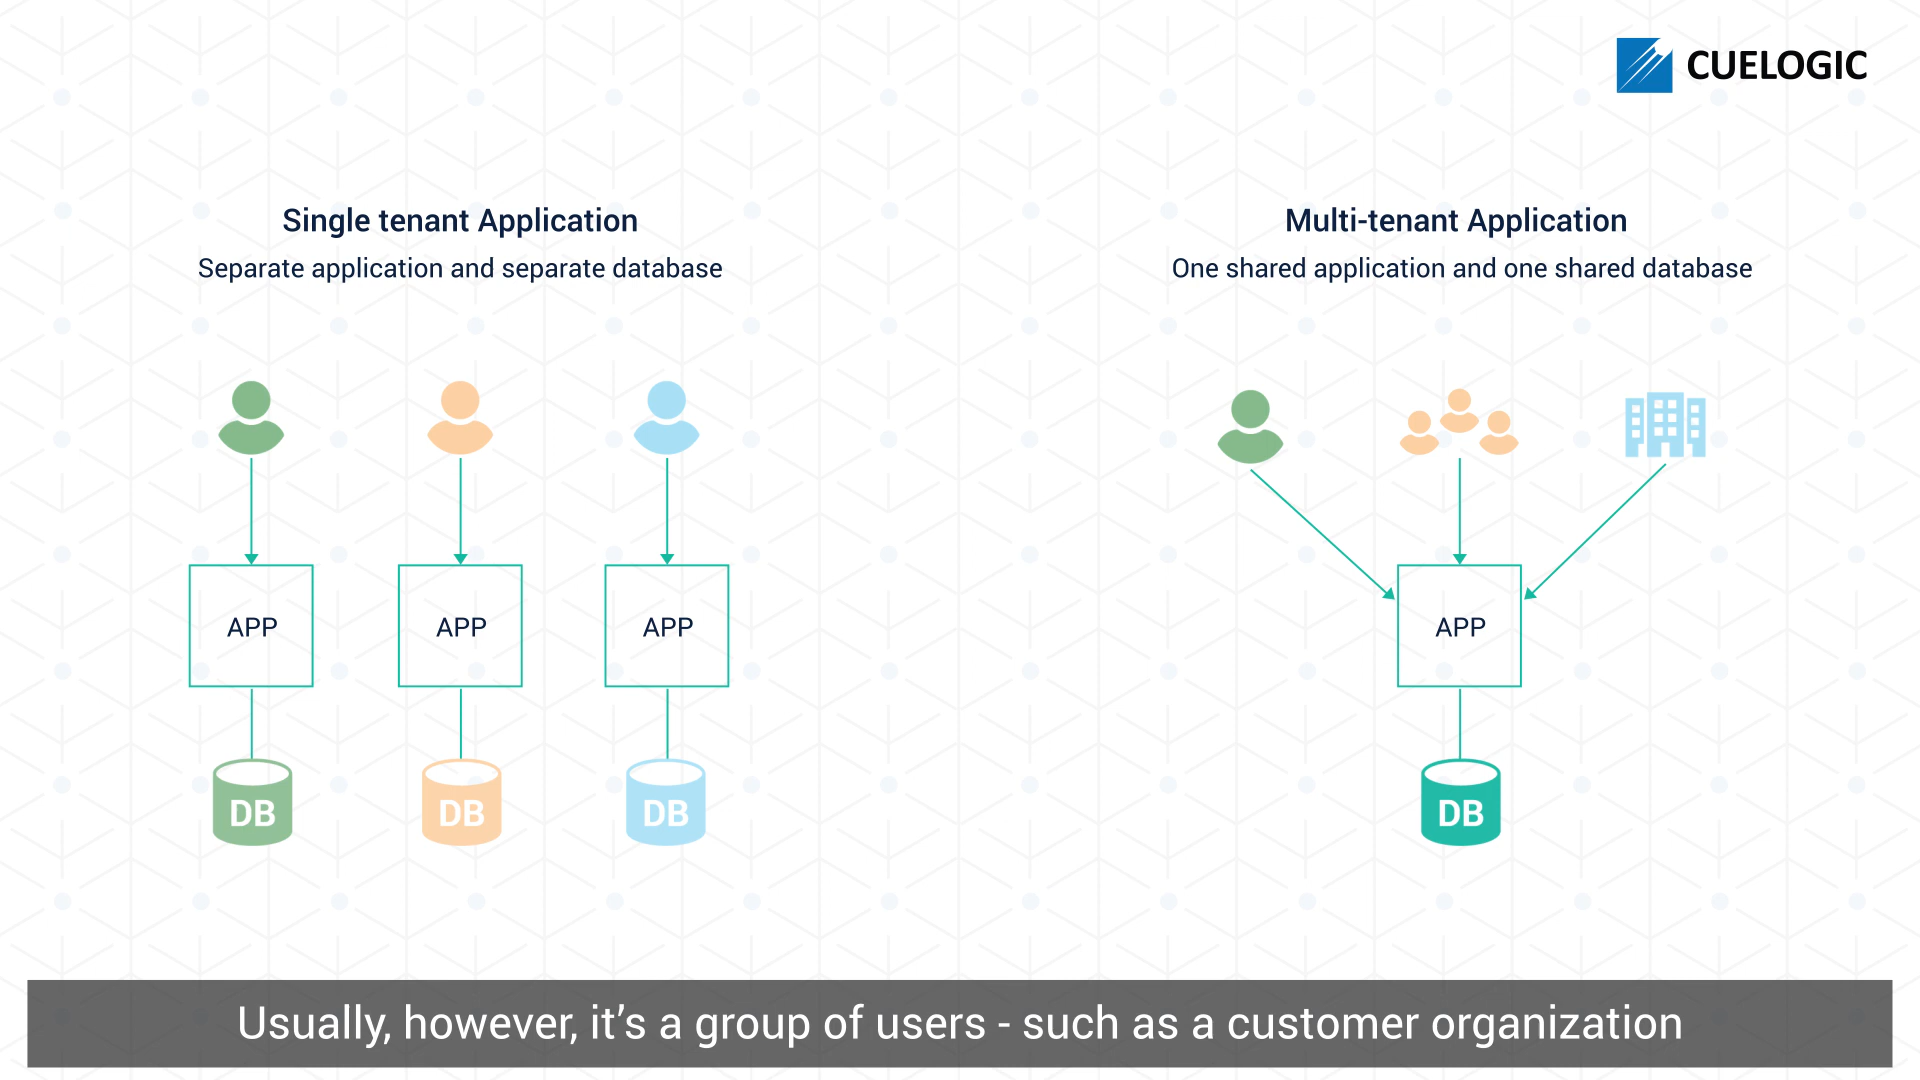 CUELOGIC
Single tenant Application
Separate application and separate database
APP
APP
APP
DB
DB
DB
Multi-tenant Application
One shared application and one shared database
APP
DB
Usually, however, it’s a group of users - such as a customer organization